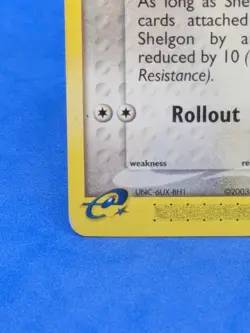 As long as She
cards attached
Shelgon by a
reduced by 10 (
Resistance).
Rollout
weakness
re
UNC·6UX·BH1
©2003